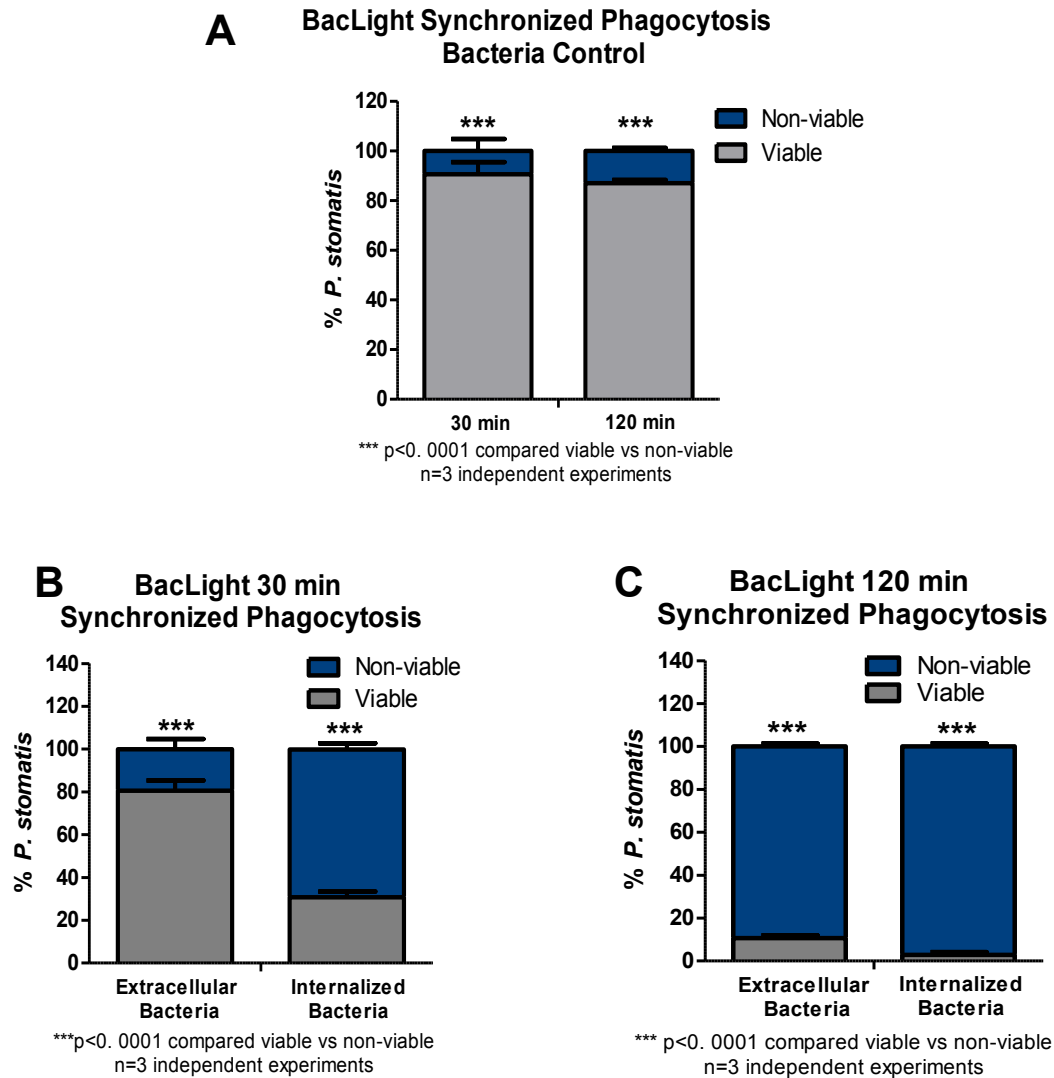 A
BacLight Synchronized Phagocytosis
Bacteria Control
120
100
80
60
40
20
0
% P. stomatis
***
***
Non-viable
Viable
30 min
120 min
*** p<0. 0001 compared viable vs non-viable
n=3 independent experiments
B
BacLight 30 min
Synchronized Phagocytosis
140
120
100
80
60
40
20
0
% P. stomatis
Non-viable
Viable
***
***
Extracellular
Bacteria
Internalized
Bacteria
***p<0. 0001 compared viable vs non-viable
n=3 independent experiments
C
BacLight 120 min
Synchronized Phagocytosis
140
120
100
80
60
40
20
0
% P. stomatis
Non-viable
Viable
***
***
Extracellular
Bacteria
Internalized
Bacteria
*** p<0. 0001 compared viable vs non-viable
n=3 independent experiments